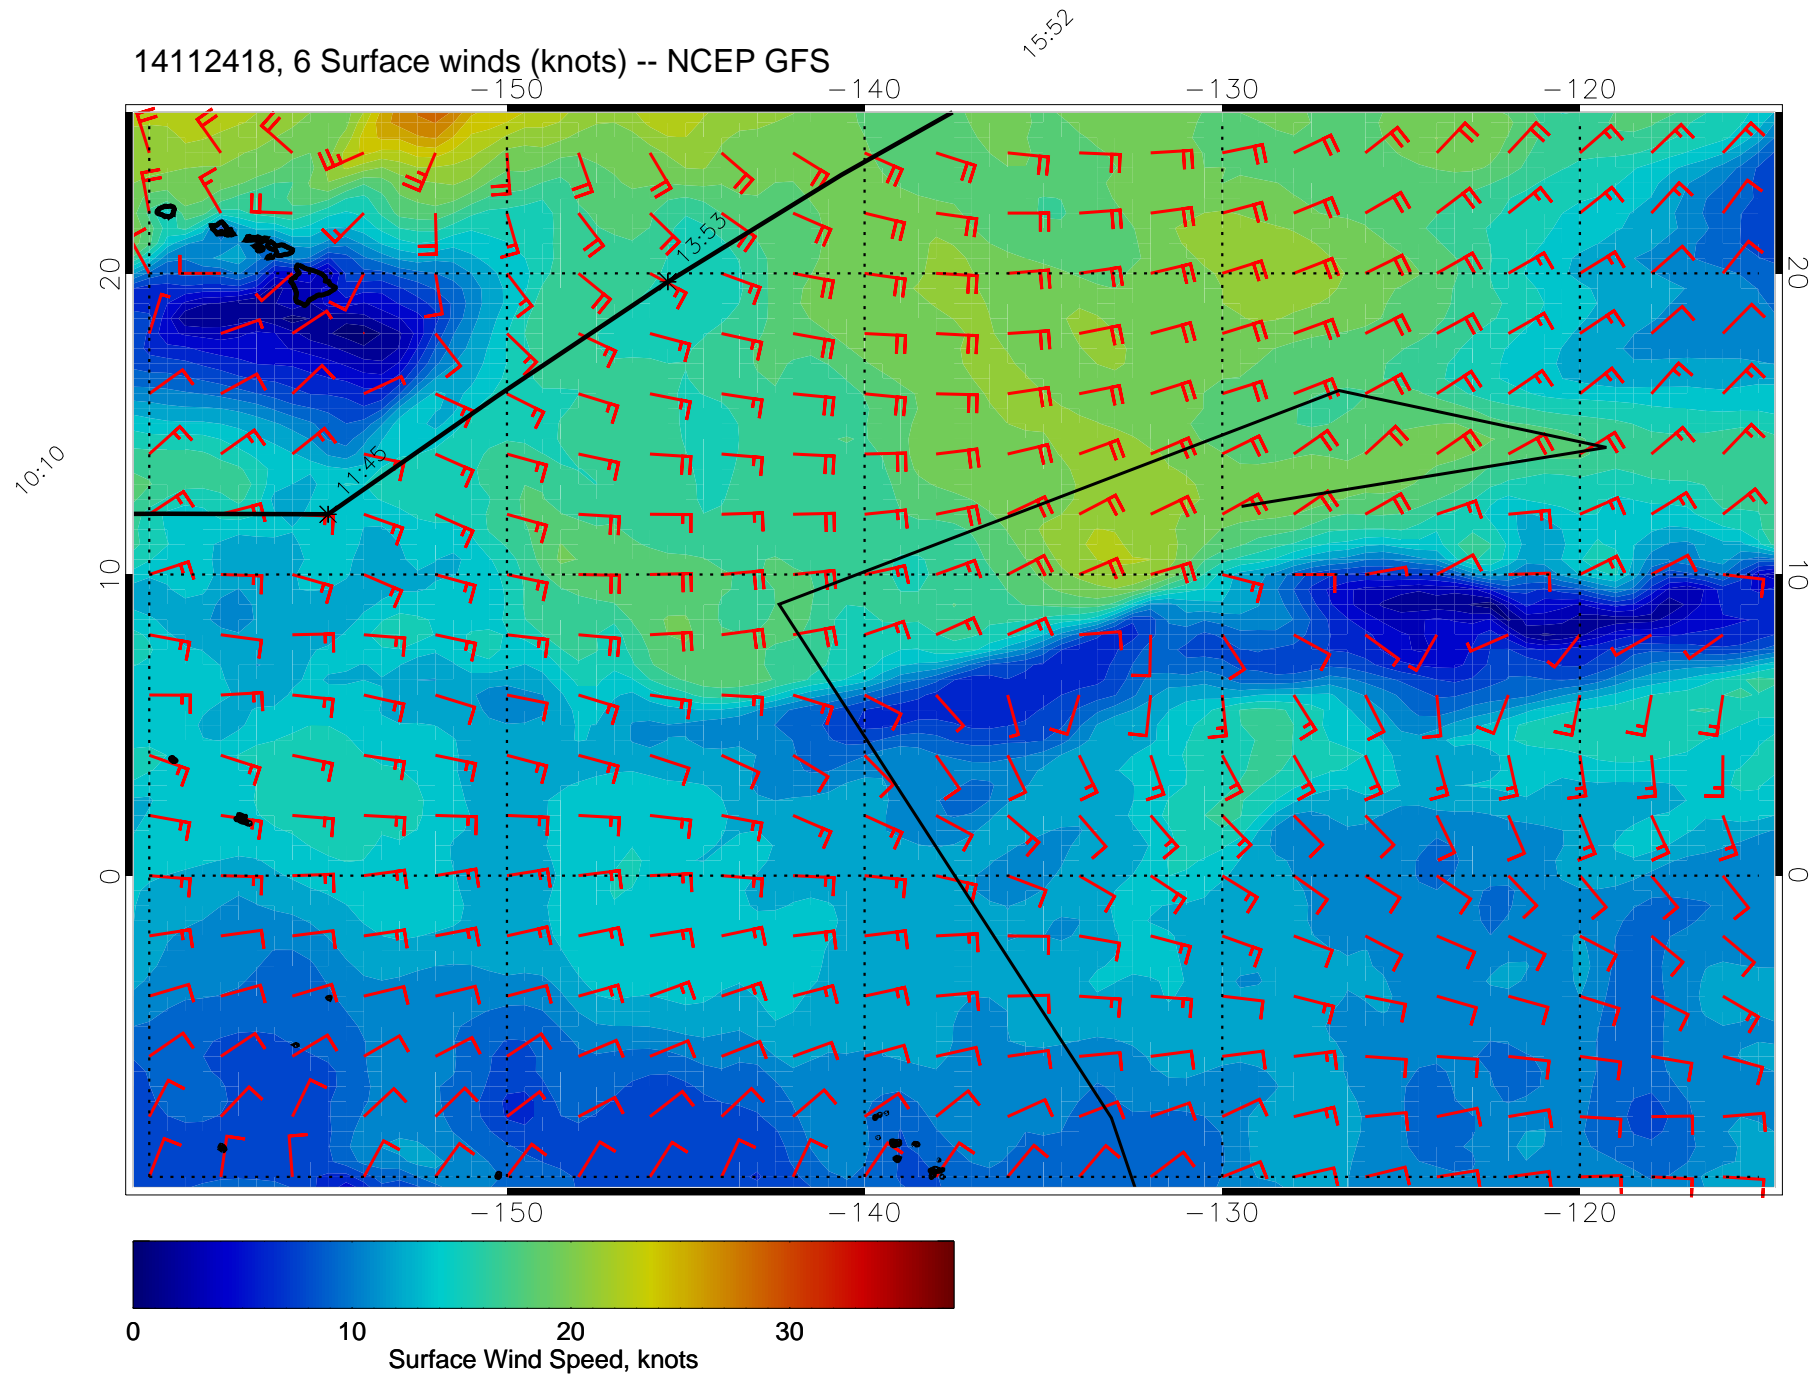 15:52
14112418, 6 Surface winds (knots) -- NCEP GFS
-150 -140 -130 -120
13:53
20 20
10:10
11:45
10 10
0 0
-150 -140 -130 -120
0 10 20 30
Surface Wind Speed, knots